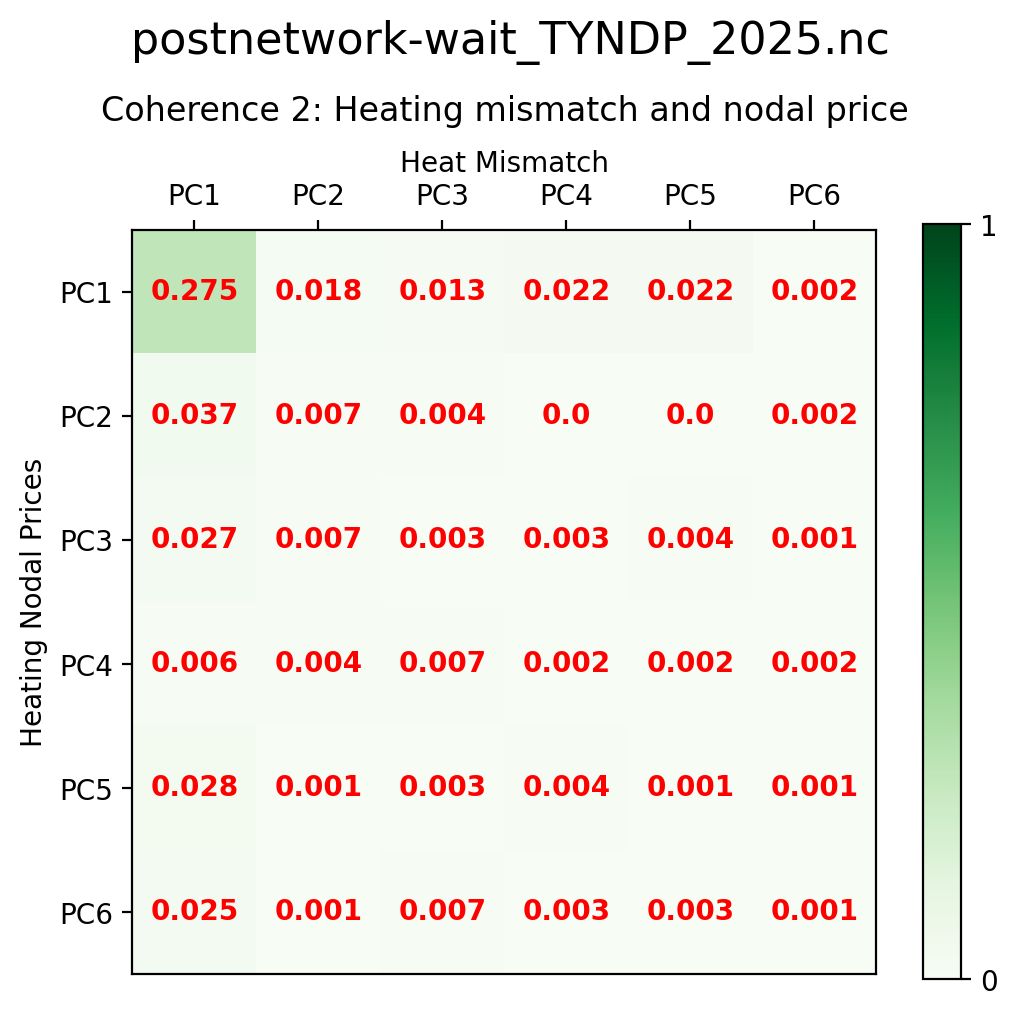 postnetwork-wait_TYNDP_2025.nc
Coherence 2: Heating mismatch and nodal price
Heat Mismatch
PC1 PC2 PC3 PC4 PC5 PC6
PC1 0.275 0.018 0.013 0.022 0.022 0.002
PC2 0.037 0.007 0.004 0.0 0.0 0.002
PC3 0.027 0.007 0.003 0.003 0.004 0.001
PC4 0.006 0.004 0.007 0.002 0.002 0.002
PC5 0.028 0.001 0.003 0.004 0.001 0.001
PC6 0.025 0.001 0.007 0.003 0.003 0.001
Heating Nodal Prices
1
0